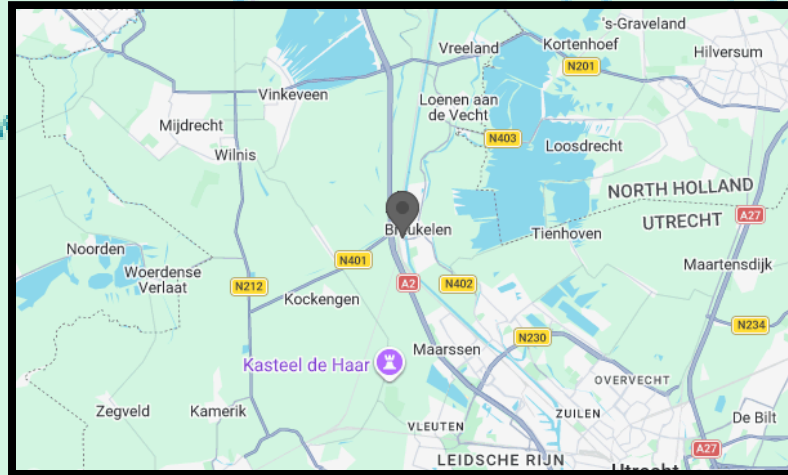 's-Graveland
Vreeland
Kortenhoef
Hilversum
N201
Vinkeveen
Loenen aan
de Vecht
Mijdrecht
N403
Loosdrecht
Wilnis
NORTH HOLLAND
A27
UTRECHT
Breukelen
Tienhoven
Noorden
N401
Maartensdijk
Woerdense
Verlaat
N212
A2
N402
Kockengen
N234
N230
Maarssen
Kasteel de Haar
OVERVECHT
Zegveld
Kamerik
ZUILEN
De Bilt
VLEUTEN
A27
LEIDSCHE RIJN
Utrecht